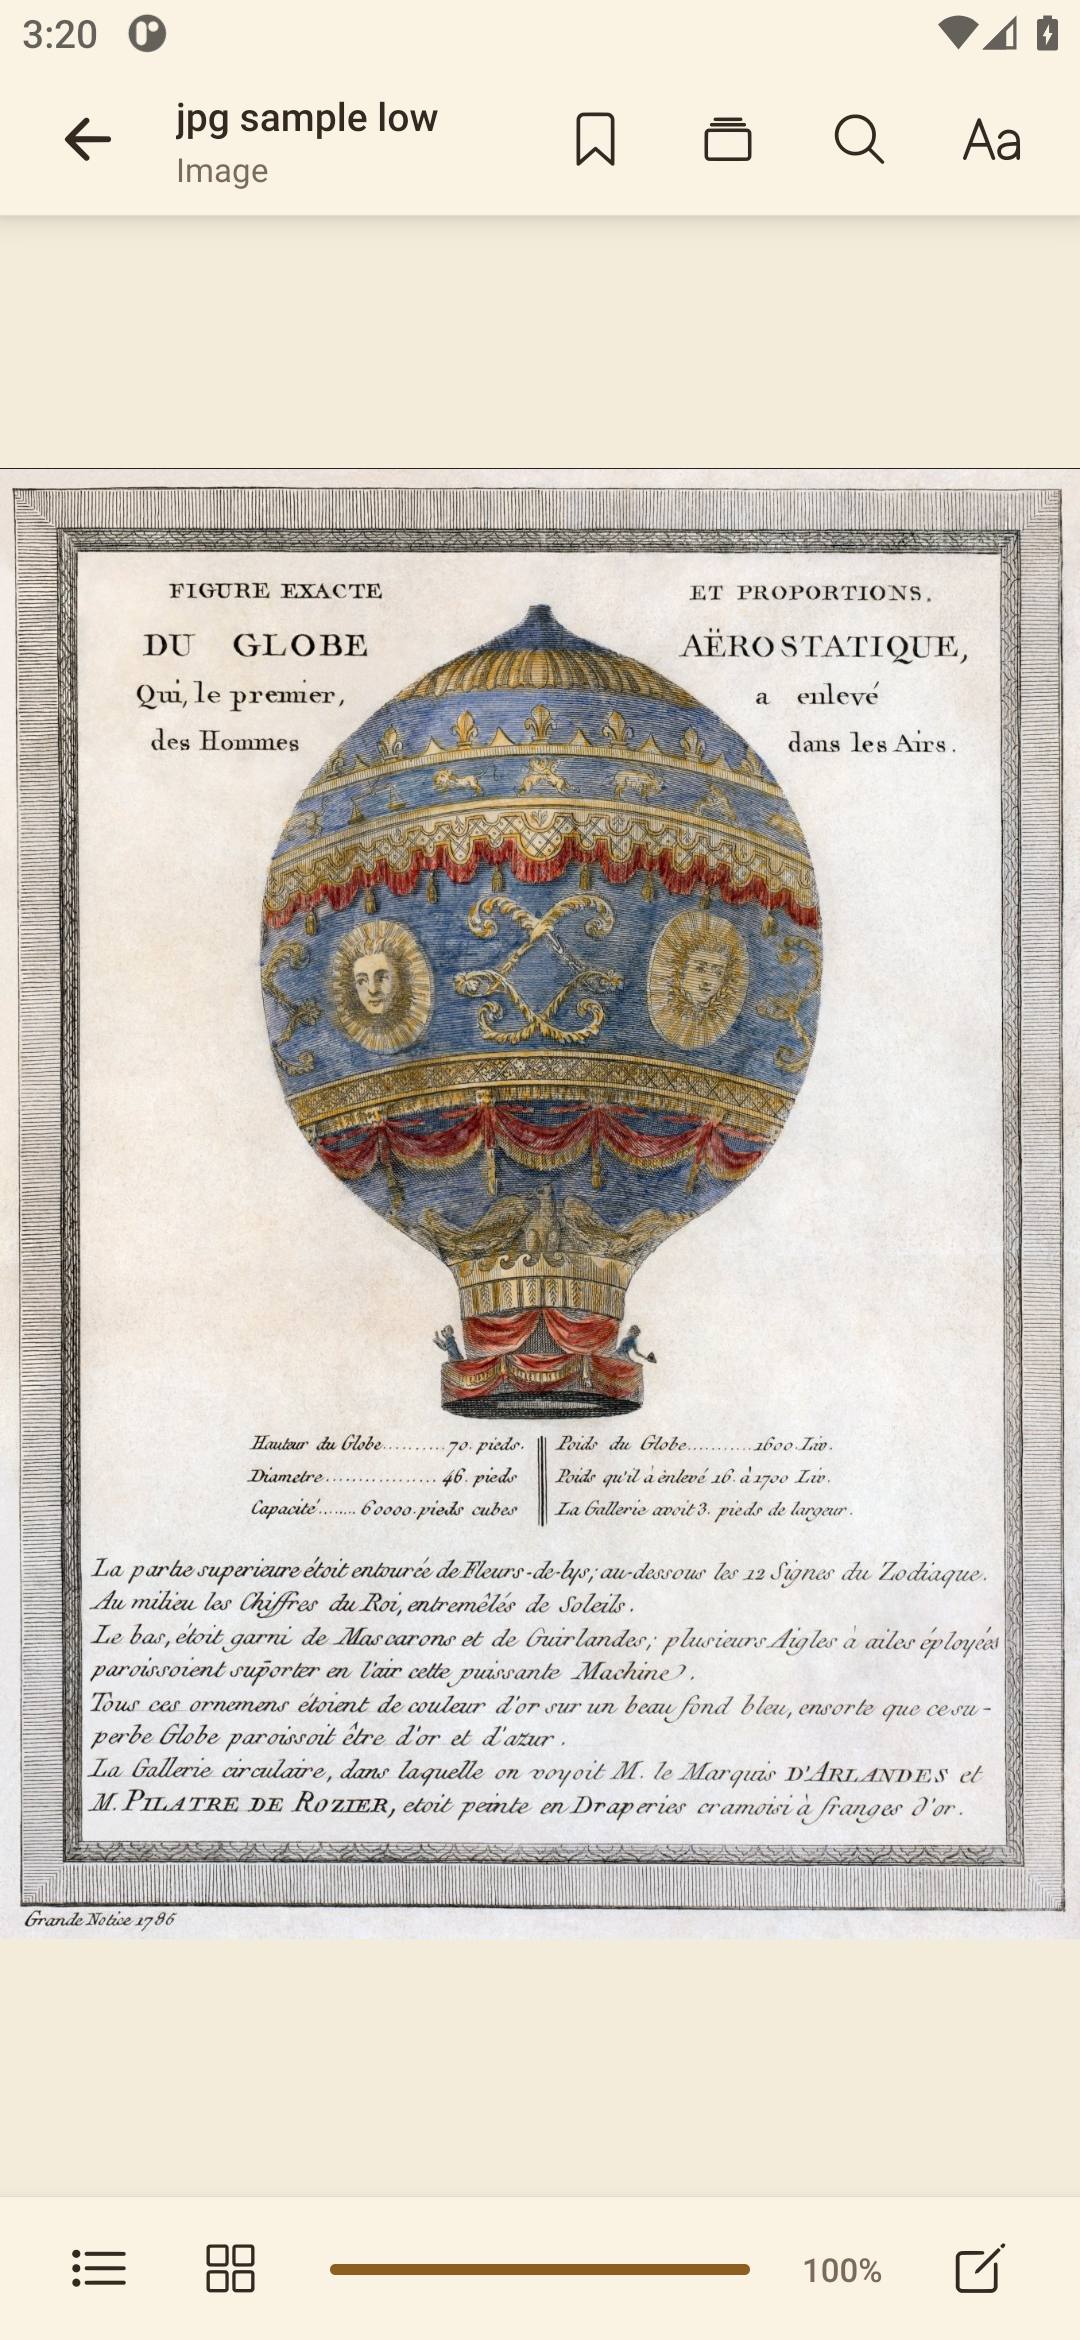 3:20
jpg sample low
Image
FIGURE EXACTE ET PROPORTIONS.
DU GLOBE AËROSTATIQUE,
Qui, le premier, a enlevé
des Hommes dans les Airs.
Hauteur du Globe..........70. pieds.
Diametre.................. 46. pieds
Capacité........ 60000. pieds cubes
Poids du Globe...........1600. Liv.
Poids qu'il à enlevé 16. à 1700 Liv.
La Gallerie avoit 3. pieds de largeur.
La partie superieure étoit entourée de Fleurs-de-lys; au-dessous les 12 Signes du Zodiaque.
Au milieu les Chiffres du Roi, entremêlés de Soleils.
Le bas, étoit garni de Mascarons et de Guirlandes; plusieurs Aigles à ailes éployées
paroissoient suporter en l'air cette puissante Machine.
Tous ces ornemens étoient de couleur d'or sur un beau fond bleu, ensorte que ce su-
perbe Globe paroissoit être d'or et d'azur.
La Gallerie circulaire, dans laquelle on voyoit M. le Marquis D'ARLANDES et
M. PILATRE DE ROZIER, etoit peinte en Draperies cramoisi à franges d'or.
Grande Notice 1786
100%